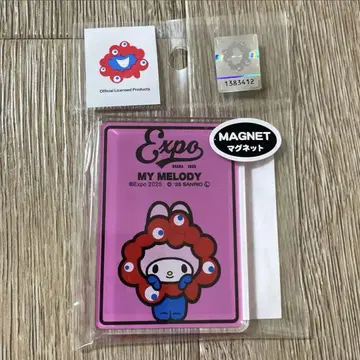 Official Licensed Products
1383412
MAGNET
マグネット
Expo
OSAKA 2025
MY MELODY
©Expo 2025 © '25 SANRIO